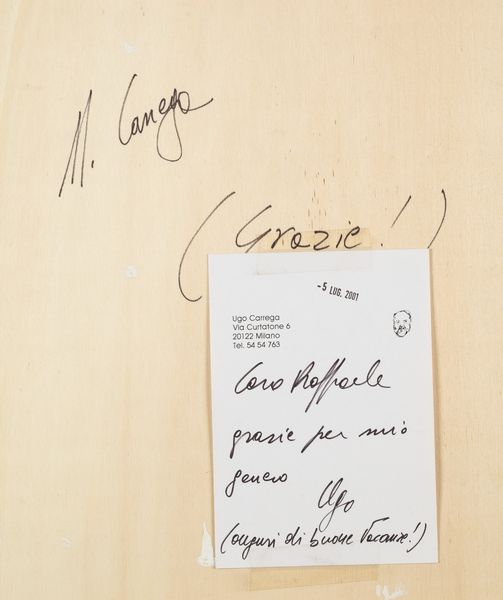 M. Carrega
(Grazie!)
-5 LUG. 2001
Ugo Carrega
Via Curtatone 6
20122 Milano
Tel. 54 54 763
Caro Raffaele
grazie per mio
genero
Ugo
(auguri di buone Vacanze!)